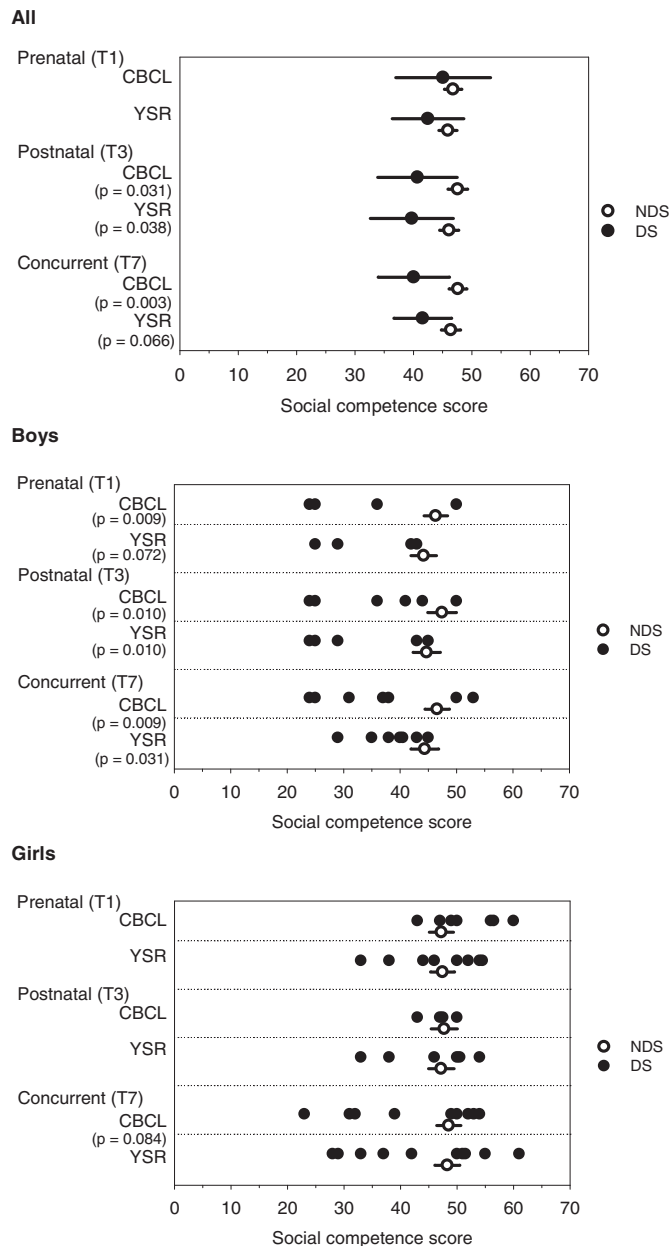 All
Prenatal (T1)
CBCL
YSR
Postnatal (T3)
CBCL
(p = 0.031)
YSR
(p = 0.038)
Concurrent (T7)
CBCL
(p = 0.003)
YSR
(p = 0.066)
NDS
DS
0 10 20 30 40 50 60 70
Social competence score
Boys
Prenatal (T1)
CBCL
(p = 0.009)
YSR
(p = 0.072)
Postnatal (T3)
CBCL
(p = 0.010)
YSR
(p = 0.010)
Concurrent (T7)
CBCL
(p = 0.009)
YSR
(p = 0.031)
NDS
DS
0 10 20 30 40 50 60 70
Social competence score
Girls
Prenatal (T1)
CBCL
YSR
Postnatal (T3)
CBCL
YSR
Concurrent (T7)
CBCL
(p = 0.084)
YSR
NDS
DS
0 10 20 30 40 50 60 70
Social competence score